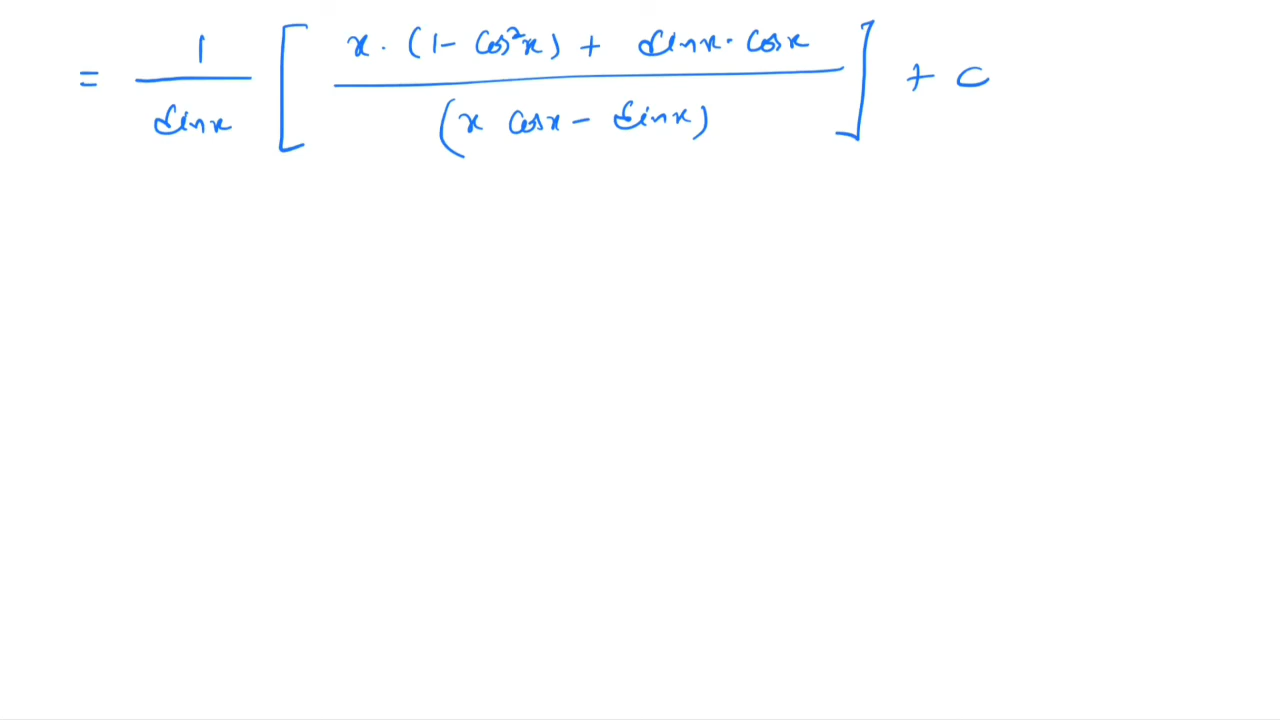 = 1/sinx [ x · (1 - cos²x) + sinx · cosx / (x cosx - sinx) ] + c